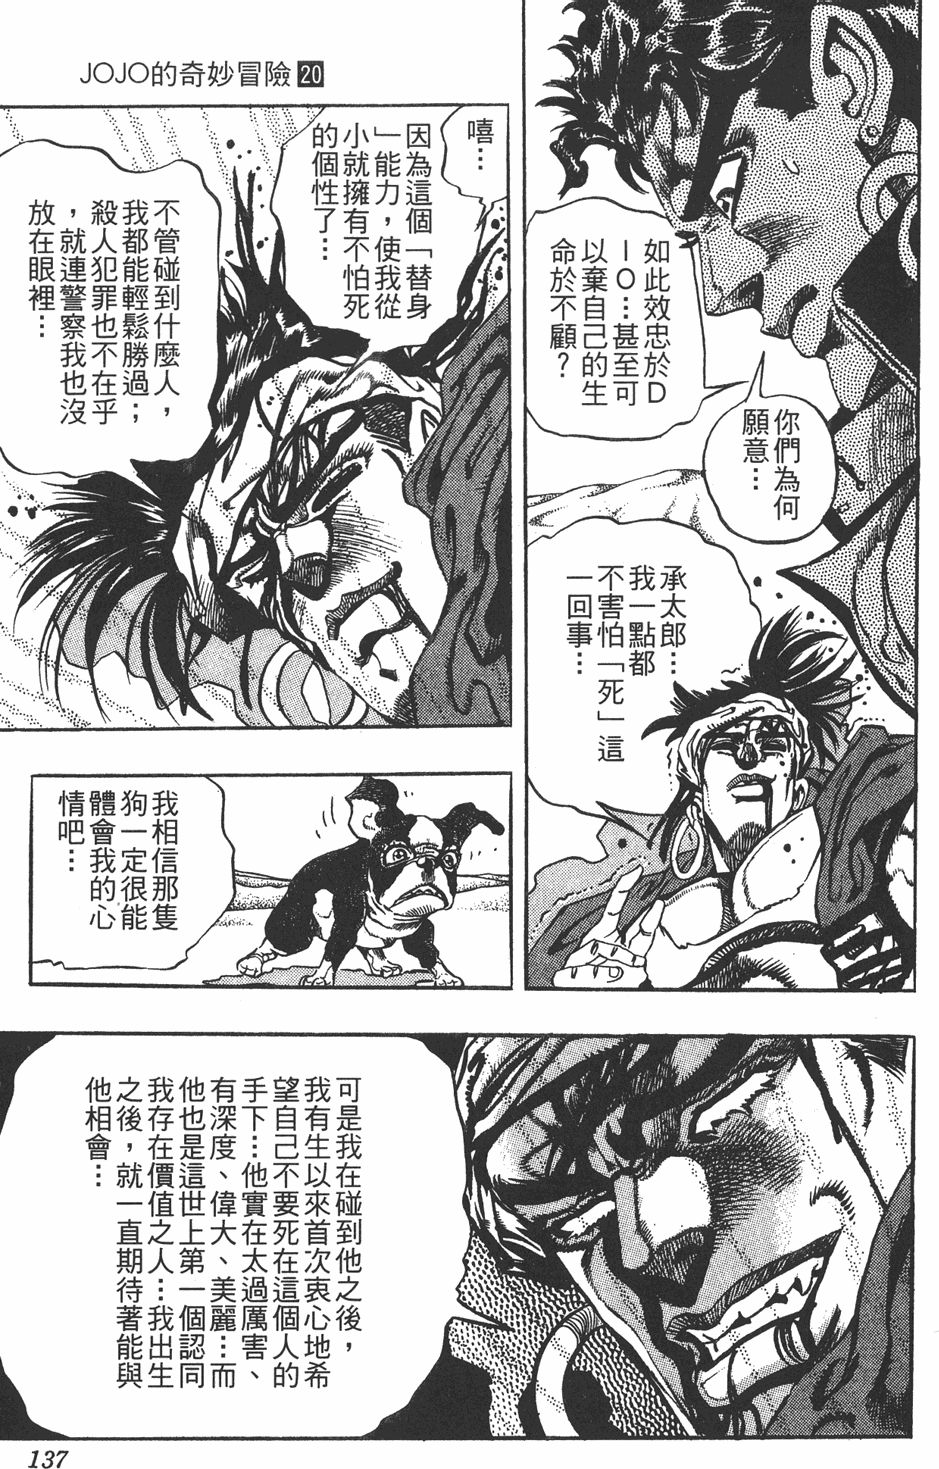 JOJO的奇妙冒險20
你們為何
願意…
如此效忠於D
IO…甚至可
以棄自己的生
命於不顧？
承太郎…
我一點都
不害怕「死」這
一回事…
嘻…
因為這個「替身
」能力，使我從
小就擁有不怕死
的個性了…
不管碰到什麼人，
我都能輕鬆勝過；
殺人犯罪也不在乎
，就連警察我也沒
放在眼裡…
我相信那隻
狗一定很能
體會我的心
情吧…
可是我在碰到他之後，
我有生以來首次衷心地希
望自己不要死在這個人的
手下…他實在太過厲害、
有深度、偉大、美麗…而
他也是這世上第一個認同
我存在價值之人…我出生
之後，就一直期待著能與
他相會…
137